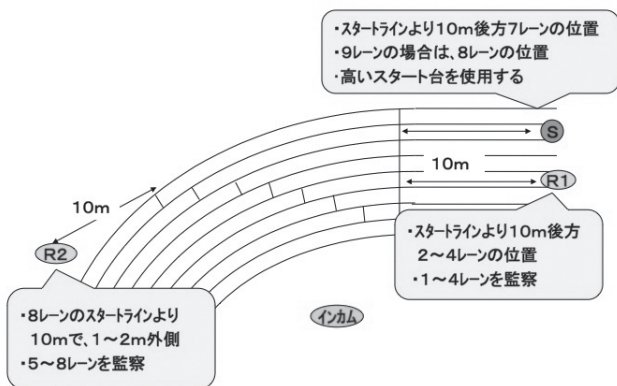 ・スタートラインより10m後方7レーンの位置
・9レーンの場合は、8レーンの位置
・高いスタート台を使用する
S
10m
R1
10m
R2
・スタートラインより10m後方
2～4レーンの位置
・1～4レーンを監察
・8レーンのスタートラインより
10mで、1～2m外側
・5～8レーンを監察
インカム